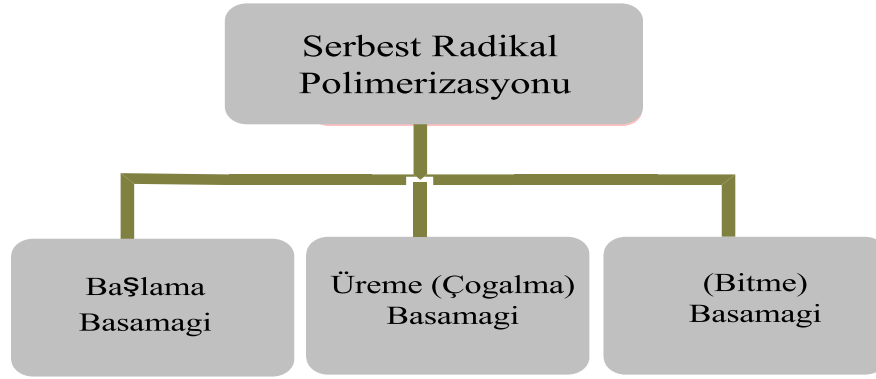 Serbest Radikal
Polimerizasyonu
Başlama
Basamagi
Üreme (Çogalma)
Basamagi
(Bitme)
Basamagi